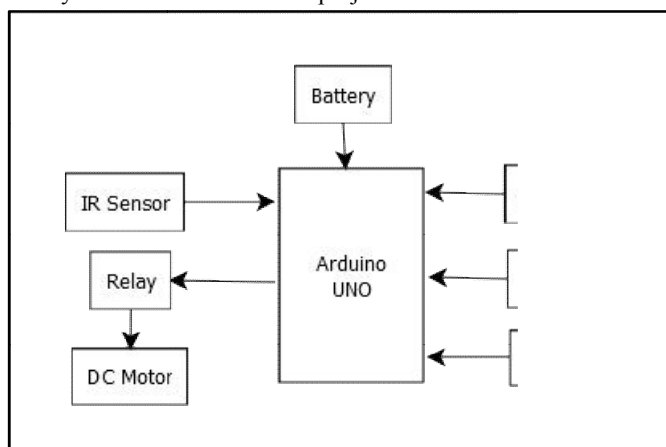 Battery
IR Sensor
Arduino
UNO
Relay
DC Motor